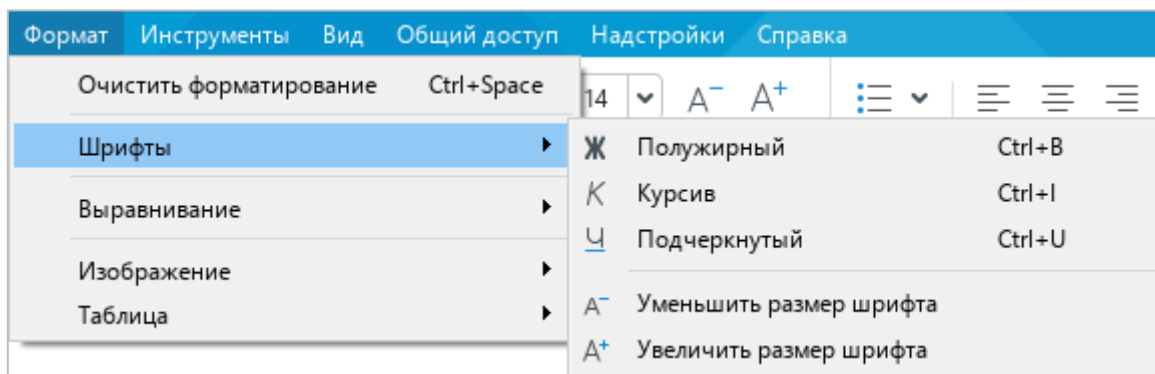 Формат Инструменты Вид Общий доступ Надстройки Справка
Очистить форматирование Ctrl+Space
14 A⁻ A⁺
Шрифты
Ж Полужирный Ctrl+B
К Курсив Ctrl+I
Выравнивание
Ч Подчеркнутый Ctrl+U
Изображение
A⁻ Уменьшить размер шрифта
Таблица
A⁺ Увеличить размер шрифта